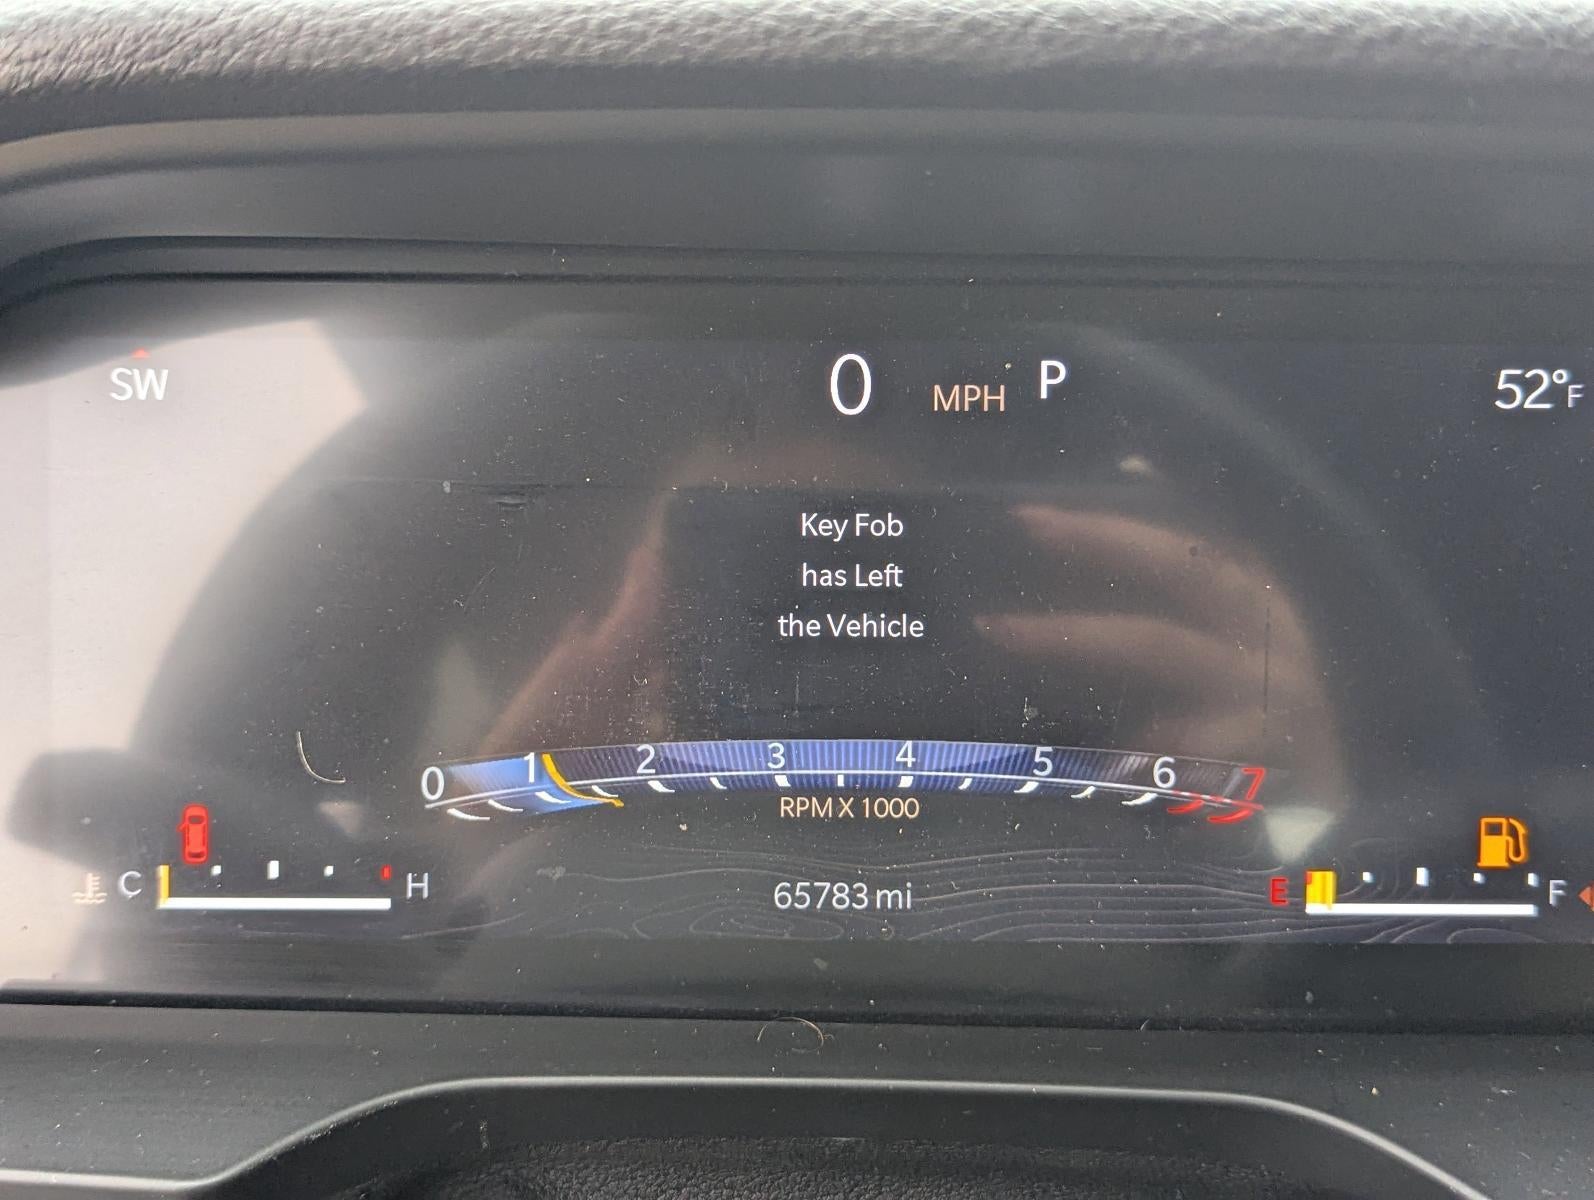 SW
0 MPH P
52°F
Key Fob
has Left
the Vehicle
0 1 2 3 4 5 6 7
RPM X 1000
C H
65783 mi
E F